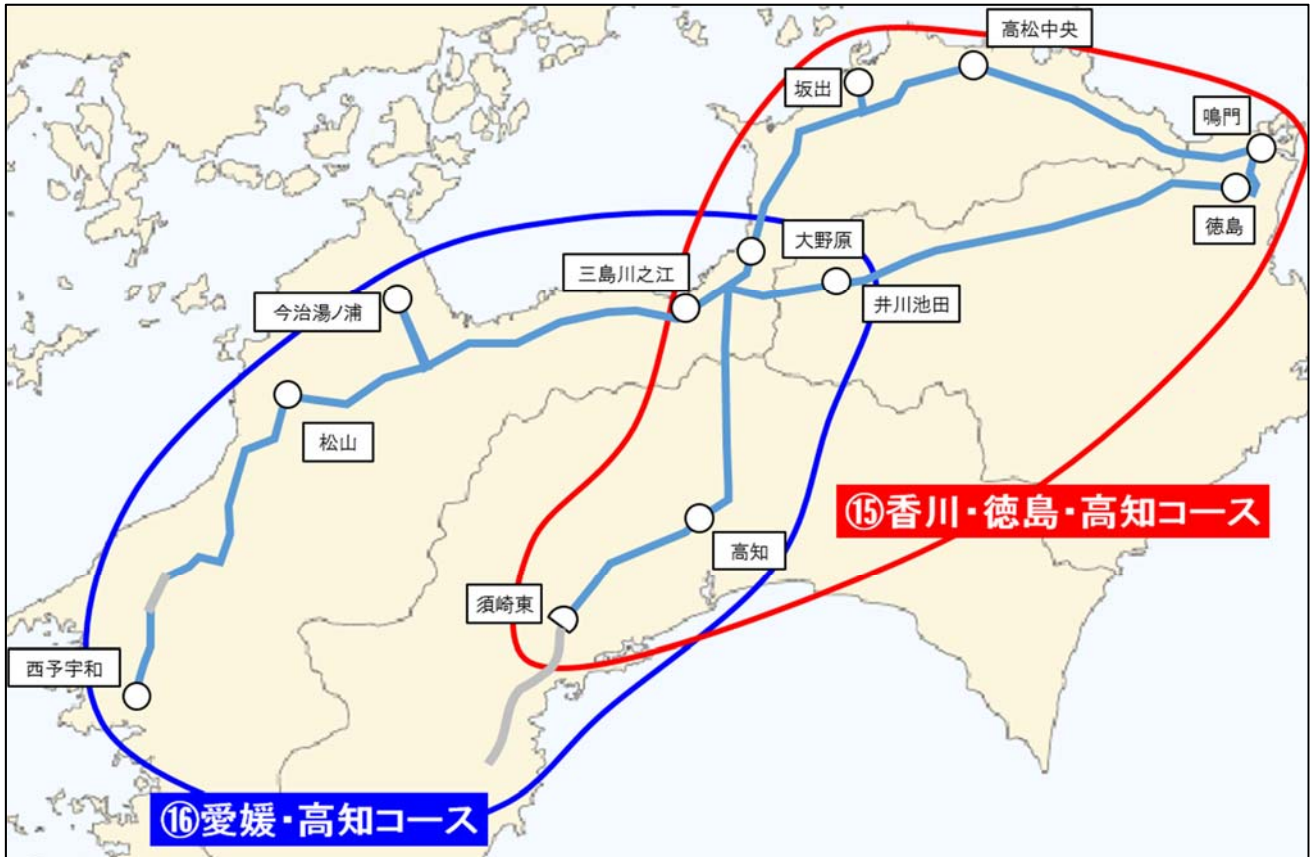 高松中央
坂出
鳴門
徳島
大野原
三島川之江
井川池田
今治湯ノ浦
松山
⑮香川・徳島・高知コース
高知
須崎東
西予宇和
⑯愛媛・高知コース